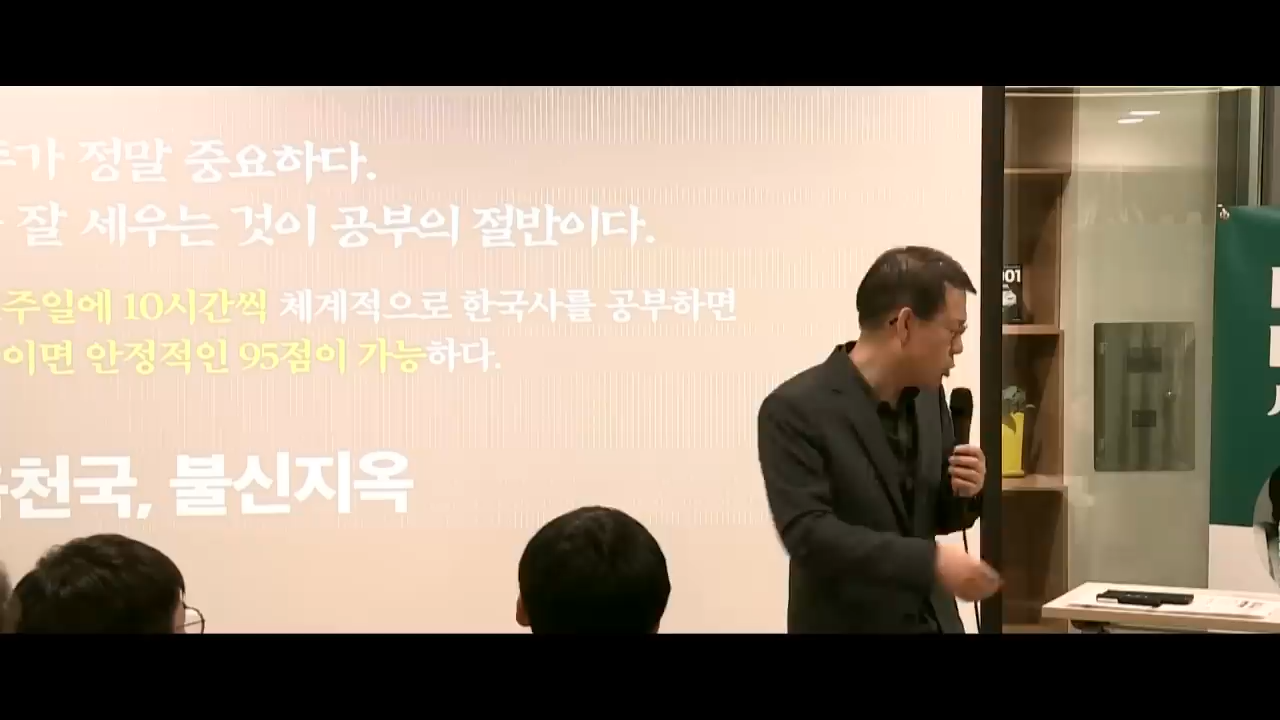 정말 중요하다.
잘 세우는 것이 공부의 절반이다.
주일에 10시간씩 체계적으로 한국사를 공부하면
이면 안정적인 95점이 가능하다.
천국, 불신지옥
001